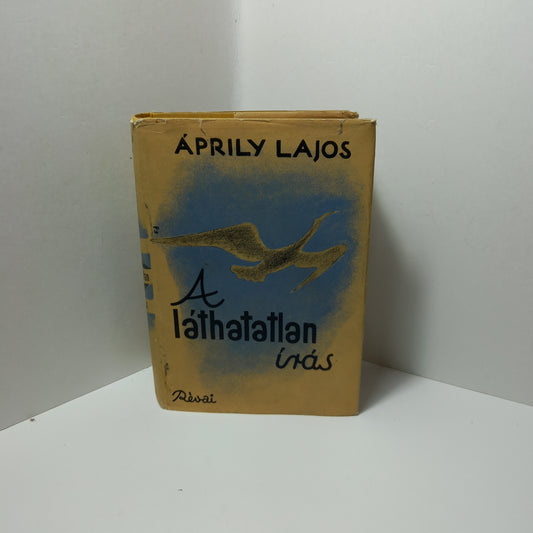 ÁPRILY LAJOS
A
láthatatlan
írás
Révai